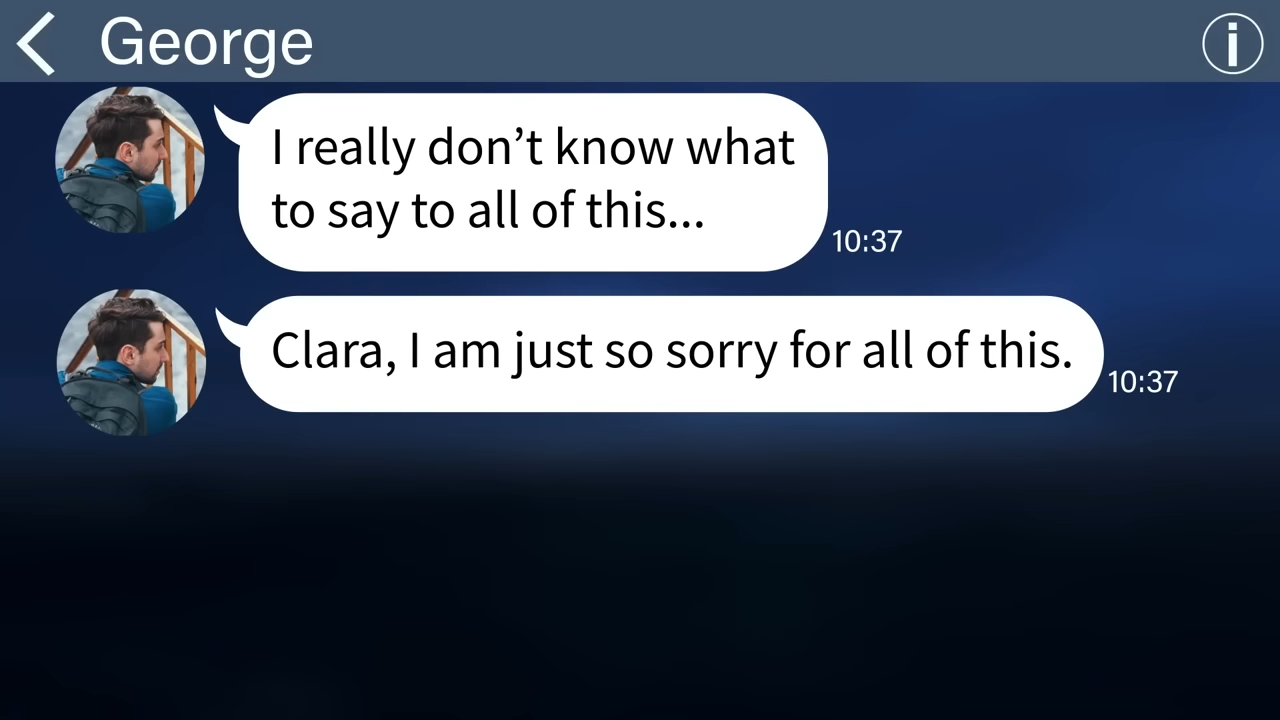 George
I really don’t know what
to say to all of this...
10:37
Clara, I am just so sorry for all of this.
10:37